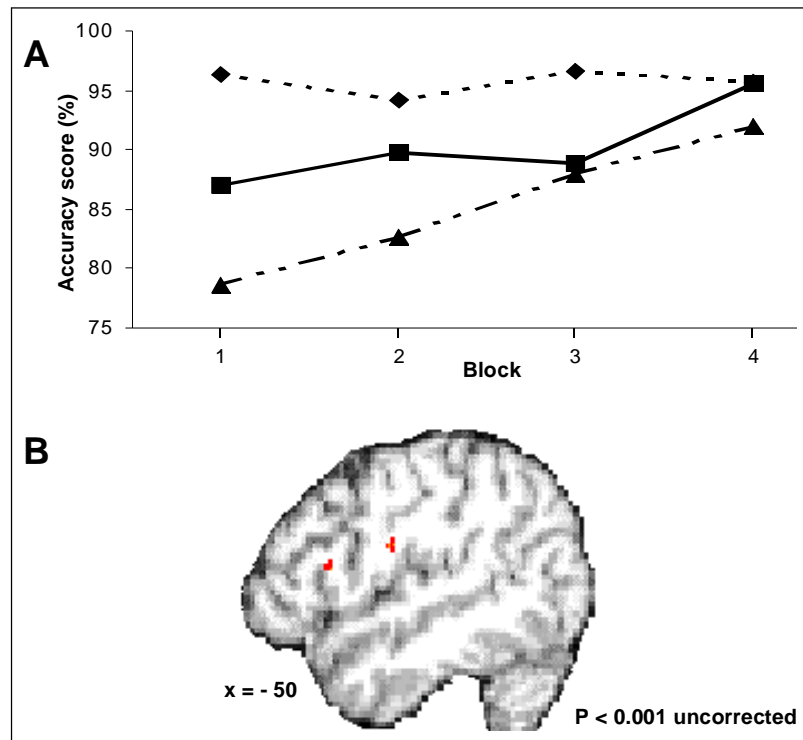 A
Accuracy score (%)
100
95
90
85
80
75
1 2 3 4
Block
B
x = - 50
P < 0.001 uncorrected